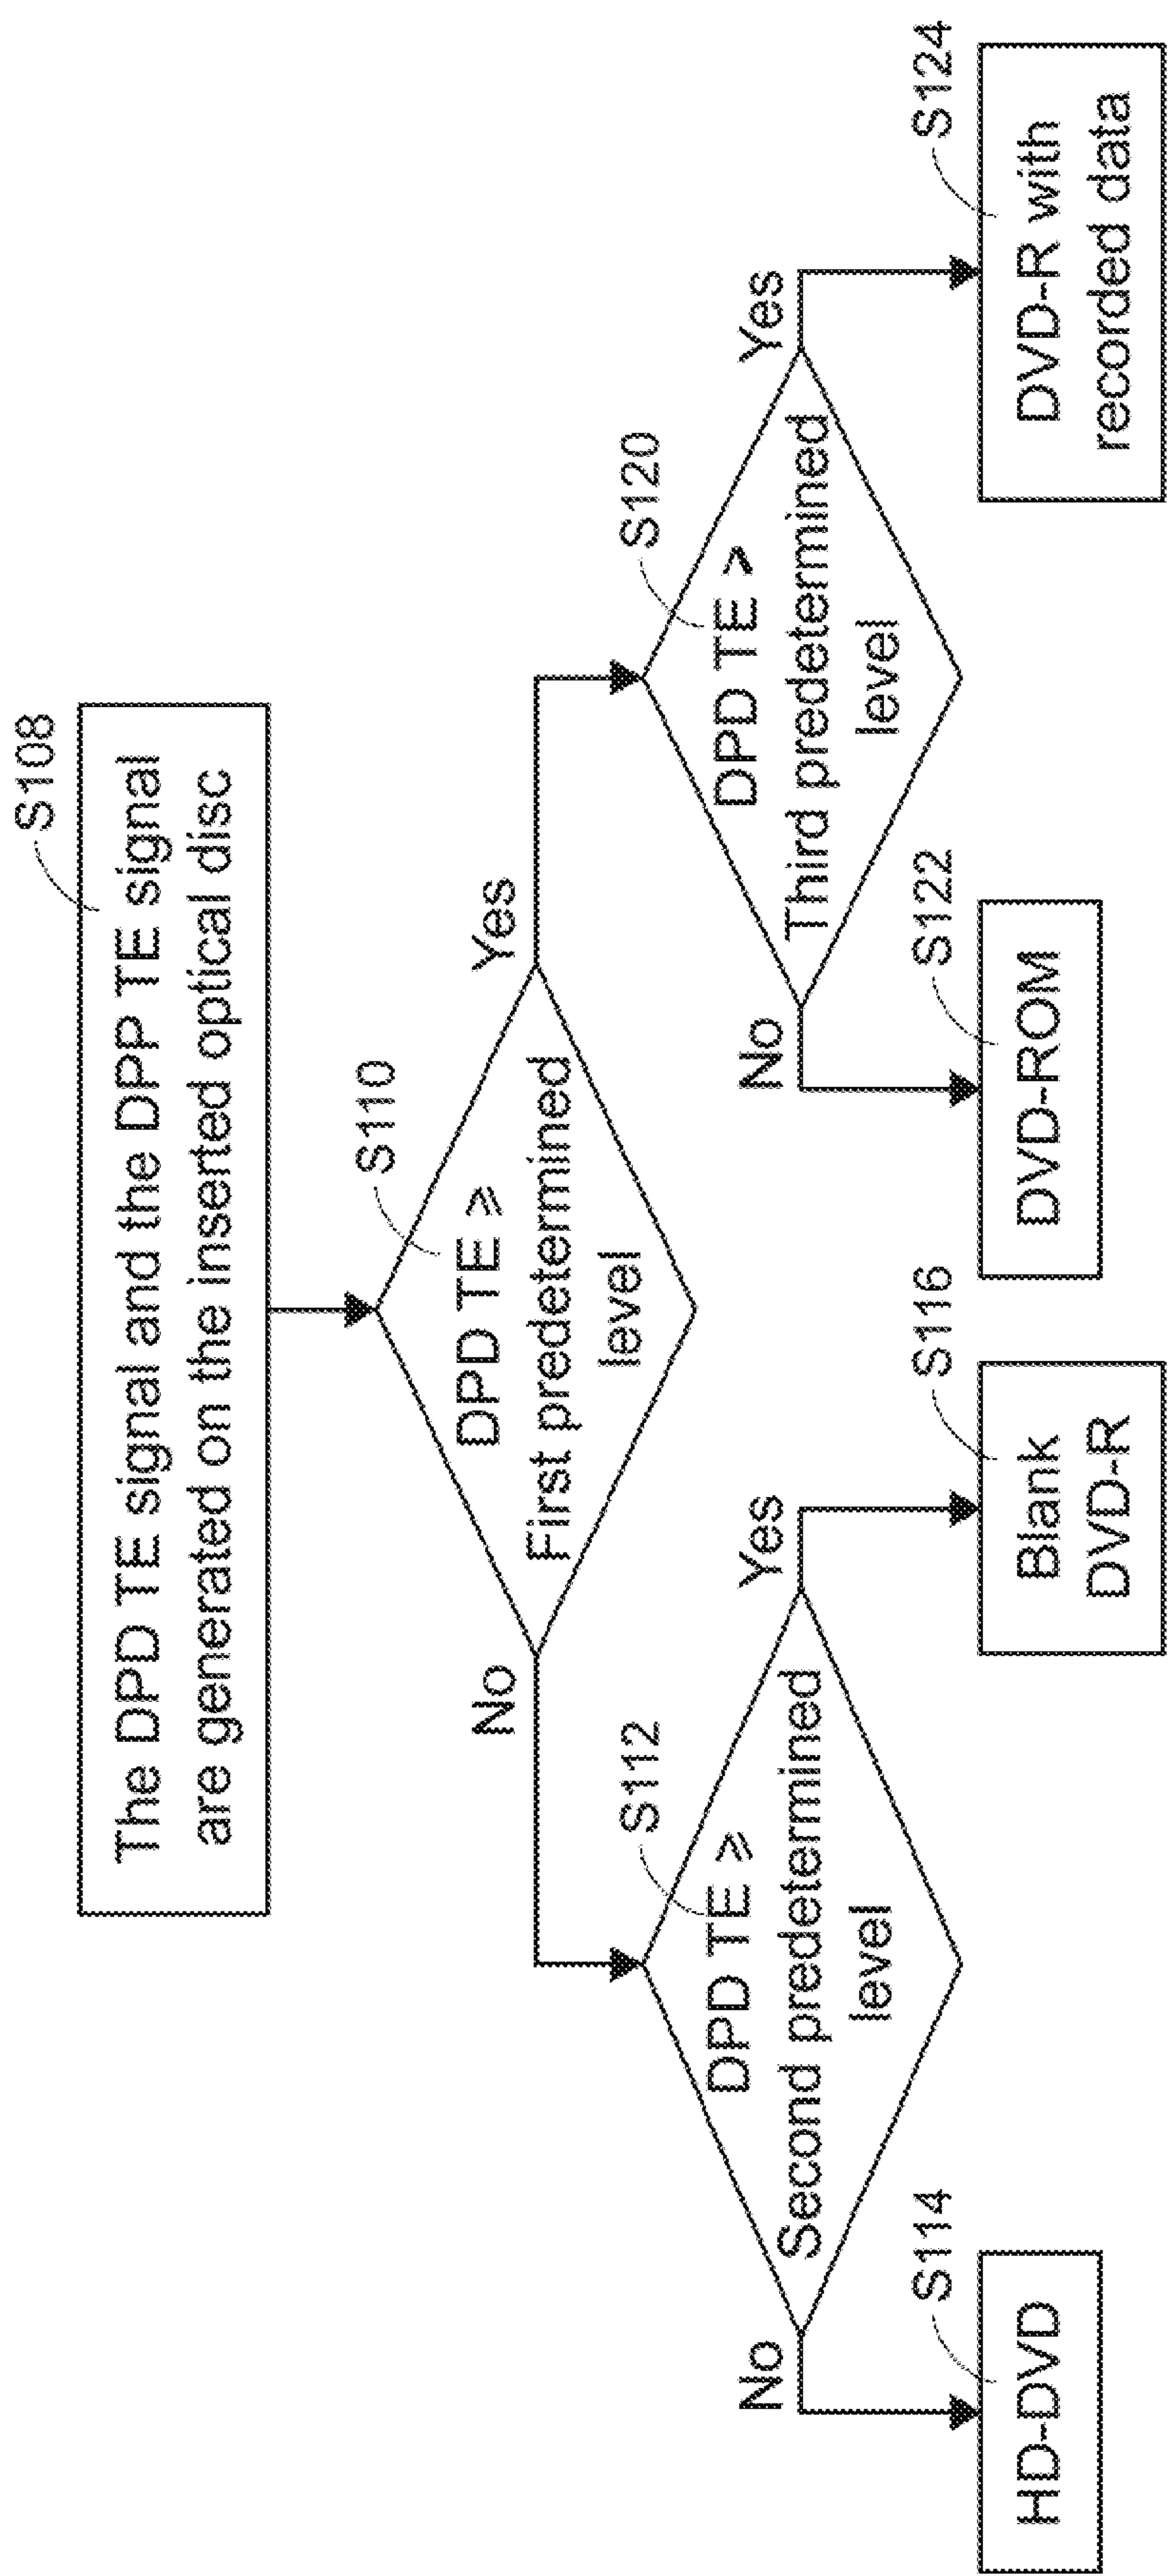 S108
The DPD TE signal and the DPP TE signal
are generated on the inserted optical disc
S110
DPD TE ≥
First predetermined
level
No
Yes
S112
DPD TE ≥
Second predetermined
level
S120
DPD TE >
Third predetermined
level
No
Yes
No
Yes
S114
HD-DVD
S116
Blank
DVD-R
S122
DVD-ROM
S124
DVD-R with
recorded data